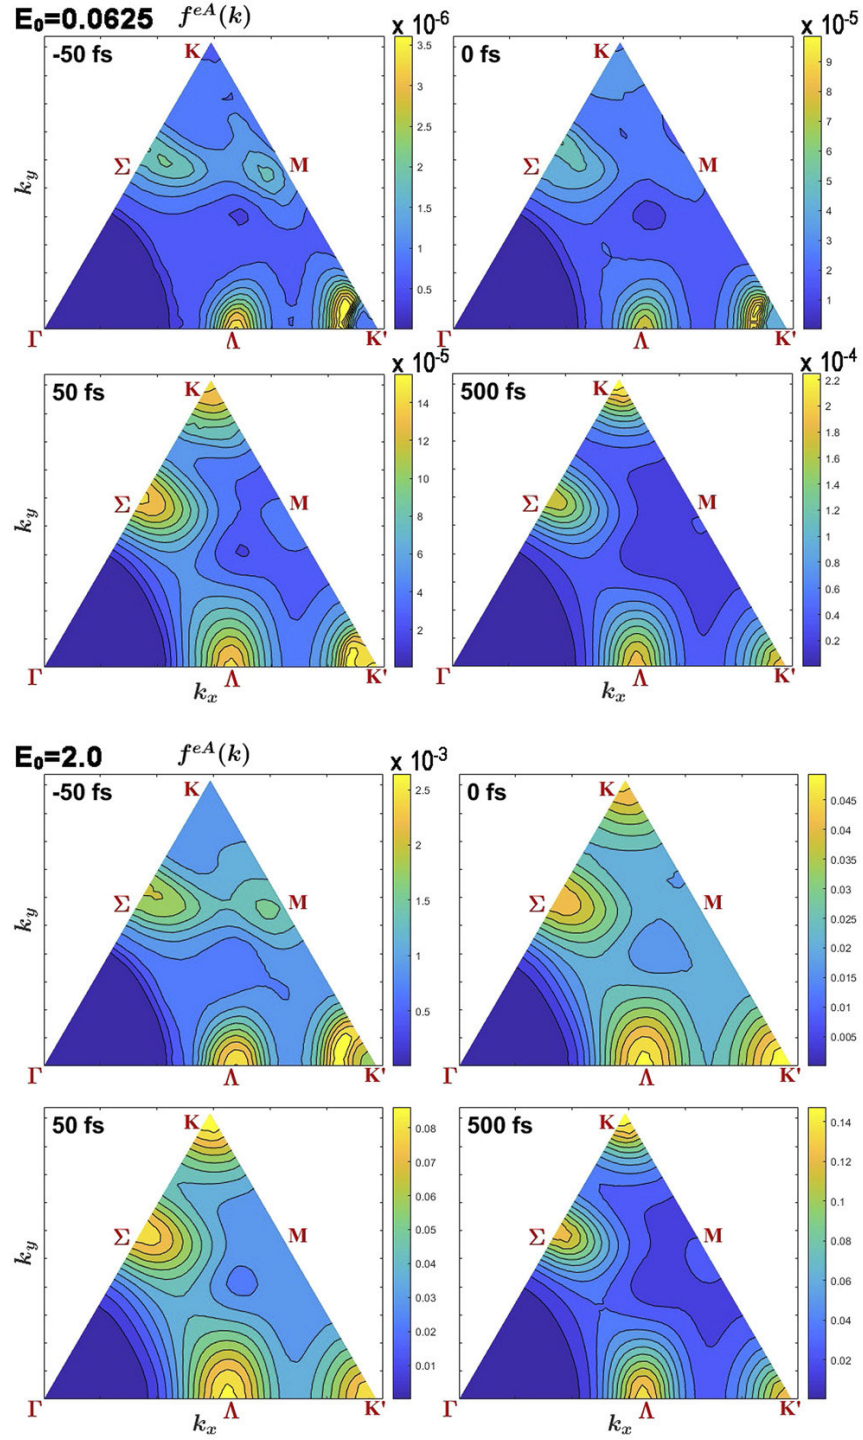 E₀=0.0625 f^{eA}(k)
x 10^{-6}
x 10^{-5}
-50 fs
K
Σ
M
k_y
Γ
Λ
K'
3.5
3
2.5
2
1.5
1
0.5
0 fs
K
Σ
M
Γ
Λ
K'
9
8
7
6
5
4
3
2
1
x 10^{-5}
x 10^{-4}
50 fs
K
Σ
M
k_y
Γ
Λ
K'
k_x
14
12
10
8
6
4
2
500 fs
K
Σ
M
Γ
Λ
K'
k_x
2.2
2
1.8
1.6
1.4
1.2
1
0.8
0.6
0.4
0.2
E₀=2.0 f^{eA}(k)
x 10^{-3}
-50 fs
K
Σ
M
k_y
Γ
Λ
K'
2.5
2
1.5
1
0.5
0 fs
K
Σ
M
Γ
Λ
K'
0.045
0.04
0.035
0.03
0.025
0.02
0.015
0.01
0.005
50 fs
K
Σ
M
k_y
Γ
Λ
K'
k_x
0.08
0.07
0.06
0.05
0.04
0.03
0.02
0.01
500 fs
K
Σ
M
Γ
Λ
K'
k_x
0.14
0.12
0.1
0.08
0.06
0.04
0.02